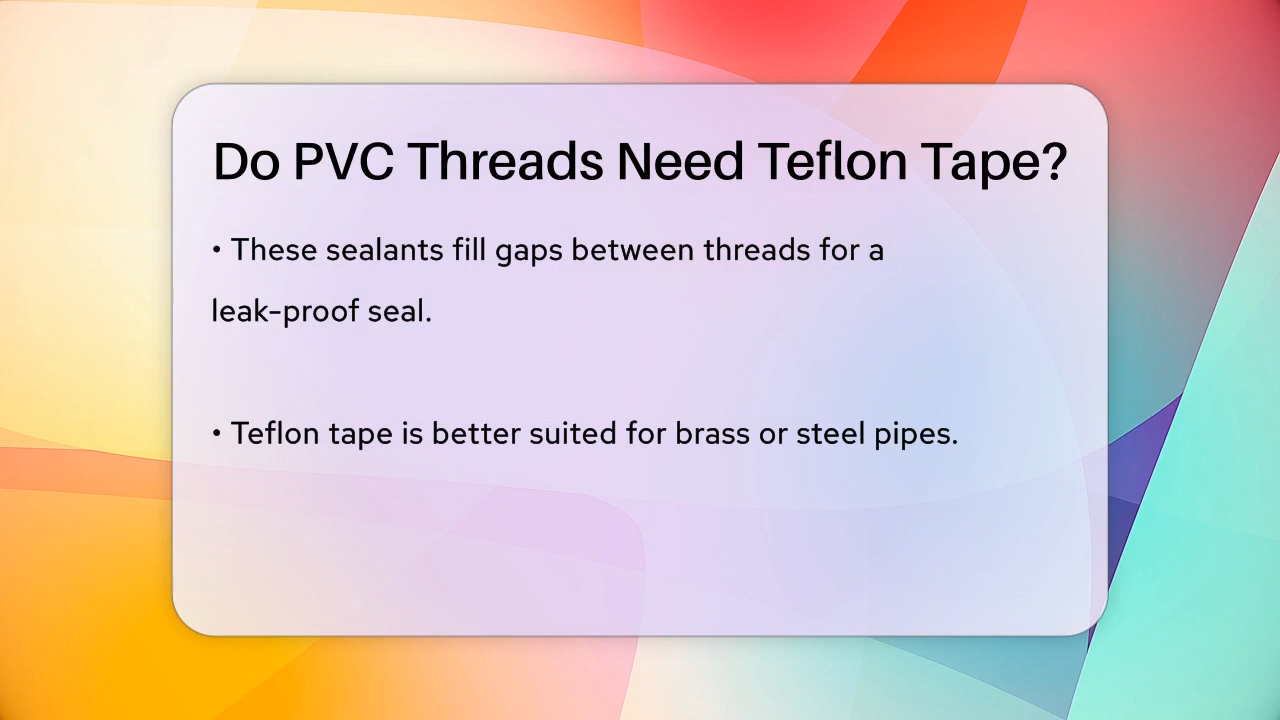 Do PVC Threads Need Teflon Tape?
• These sealants fill gaps between threads for a
leak-proof seal.
• Teflon tape is better suited for brass or steel pipes.